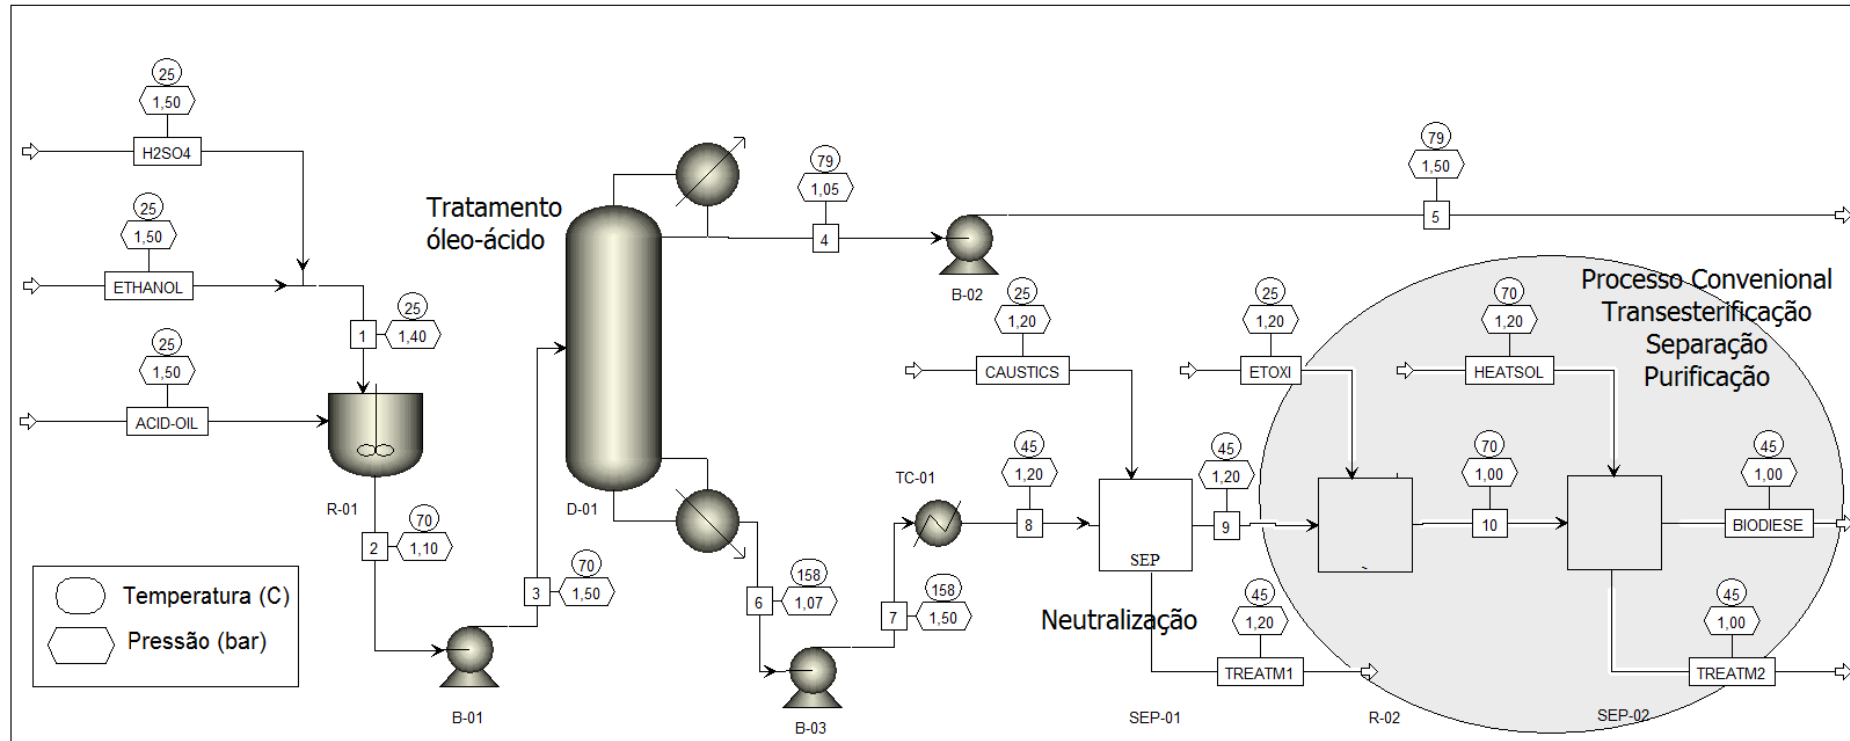 25
1,50
H2SO4
25
1,50
ETHANOL
25
1,50
ACID-OIL
1
25
1,40
R-01
2
70
1,10
Tratamento
óleo-ácido
D-01
3
70
1,50
B-01
79
1,05
4
B-02
79
1,50
5
6
158
1,07
B-03
7
158
1,50
TC-01
45
1,20
8
25
1,20
CAUSTICS
SEP
45
1,20
9
Neutralização
45
1,20
TREATM1
SEP-01
25
1,20
ETOXI
R-02
70
1,20
HEATSOL
70
1,00
10
Processo Convenional
Transesterificação
Separação
Purificação
45
1,00
BIODIESE
45
1,00
TREATM2
SEP-02
Temperatura (C)
Pressão (bar)